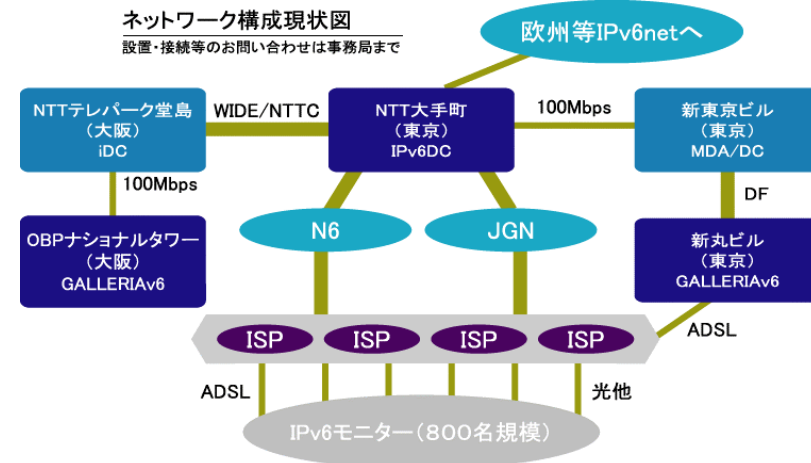 ネットワーク構成現状図
設置・接続等のお問い合わせは事務局まで
欧州等IPv6netへ
NTTテレパーク堂島
(大阪)
iDC
WIDE/NTTC
NTT大手町
(東京)
IPv6DC
100Mbps
新東京ビル
(東京)
MDA/DC
100Mbps
DF
OBPナショナルタワー
(大阪)
GALLERIAv6
N6
JGN
新丸ビル
(東京)
GALLERIAv6
ISP
ISP
ISP
ISP
ADSL
ADSL
光他
IPv6モニター(800名規模)